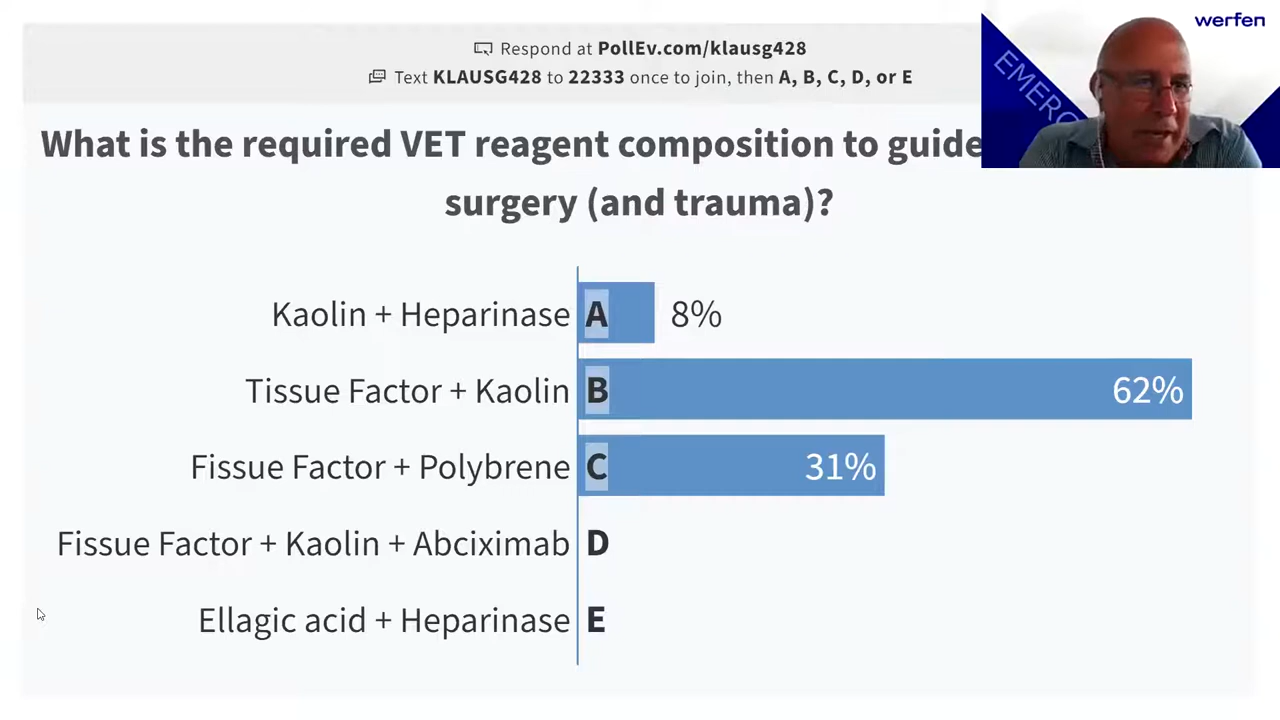 werfen
EMERG
Respond at PollEv.com/klausg428
Text KLAUSG428 to 22333 once to join, then A, B, C, D, or E
What is the required VET reagent composition to guide
surgery (and trauma)?
Kaolin + Heparinase A 8%
Tissue Factor + Kaolin B 62%
Fissue Factor + Polybrene C 31%
Fissue Factor + Kaolin + Abciximab D
Ellagic acid + Heparinase E